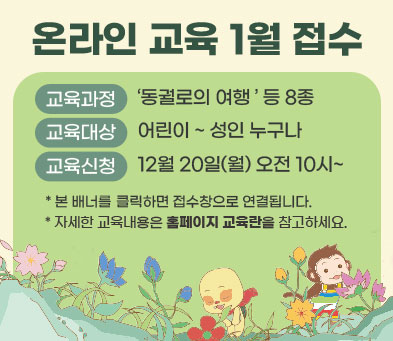 온라인 교육 1월 접수
교육과정 '동궐로의 여행 ' 등 8종
교육대상 어린이 ~ 성인 누구나
교육신청 12월 20일(월) 오전 10시~
* 본 배너를 클릭하면 접수창으로 연결됩니다.
* 자세한 교육내용은 홈페이지 교육란을 참고하세요.